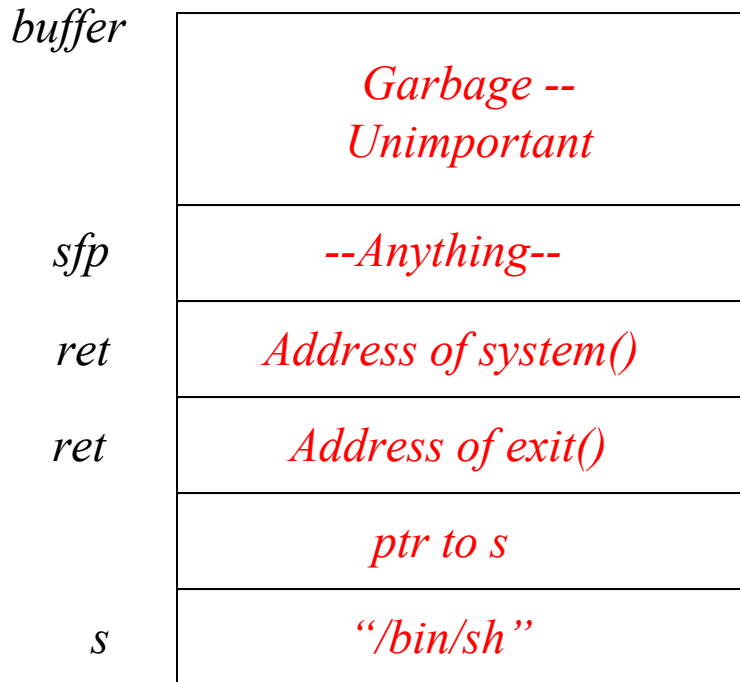 buffer
Garbage --
Unimportant
sfp
--Anything--
ret
Address of system()
ret
Address of exit()
ptr to s
s
“/bin/sh”